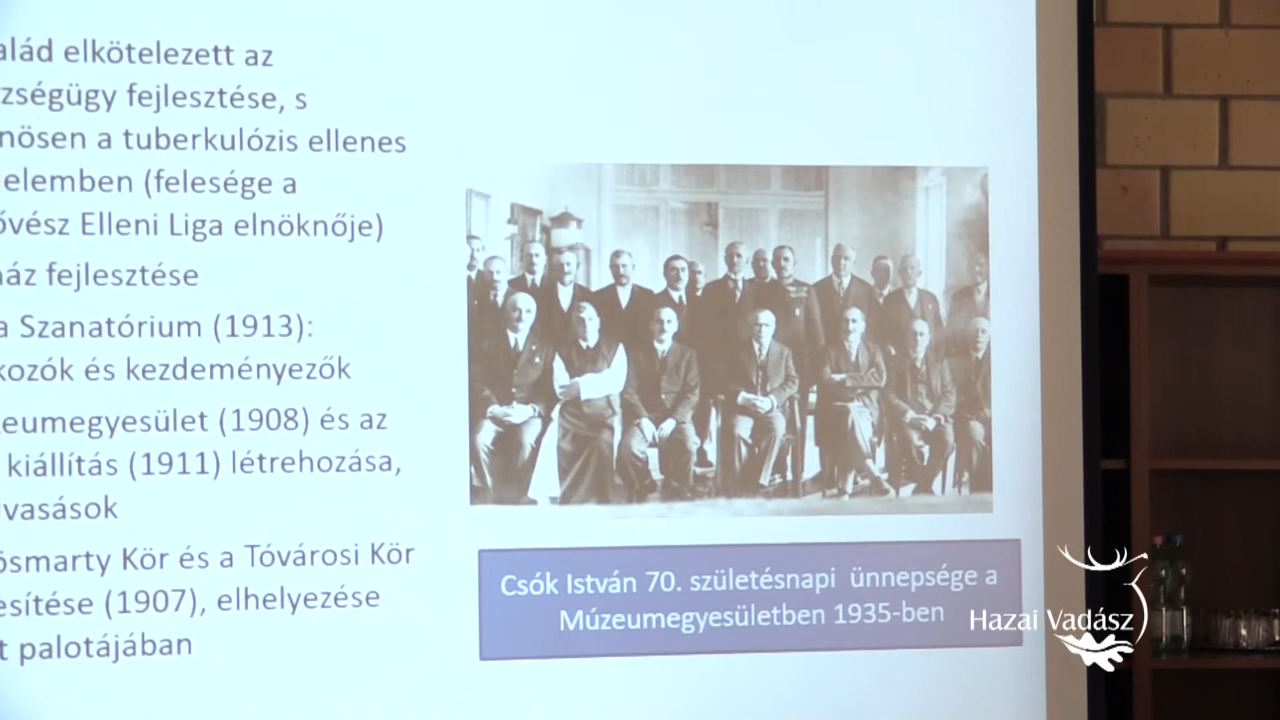 alád elkötelezett az
zségügy fejlesztése, s
nösen a tuberkulózis ellenes
elemben (felesége a
ővész Elleni Liga elnöknője)
ház fejlesztése
a Szanatórium (1913):
kozók és kezdeményezők
eumegyesület (1908) és az
kiállítás (1911) létrehozása,
lvasások
ösmarty Kör és a Tóvárosi Kör
esítése (1907), elhelyezése
t palotájában
Csók István 70. születésnapi ünnepsége a
Múzeumegyesületben 1935-ben
Hazai Vadász